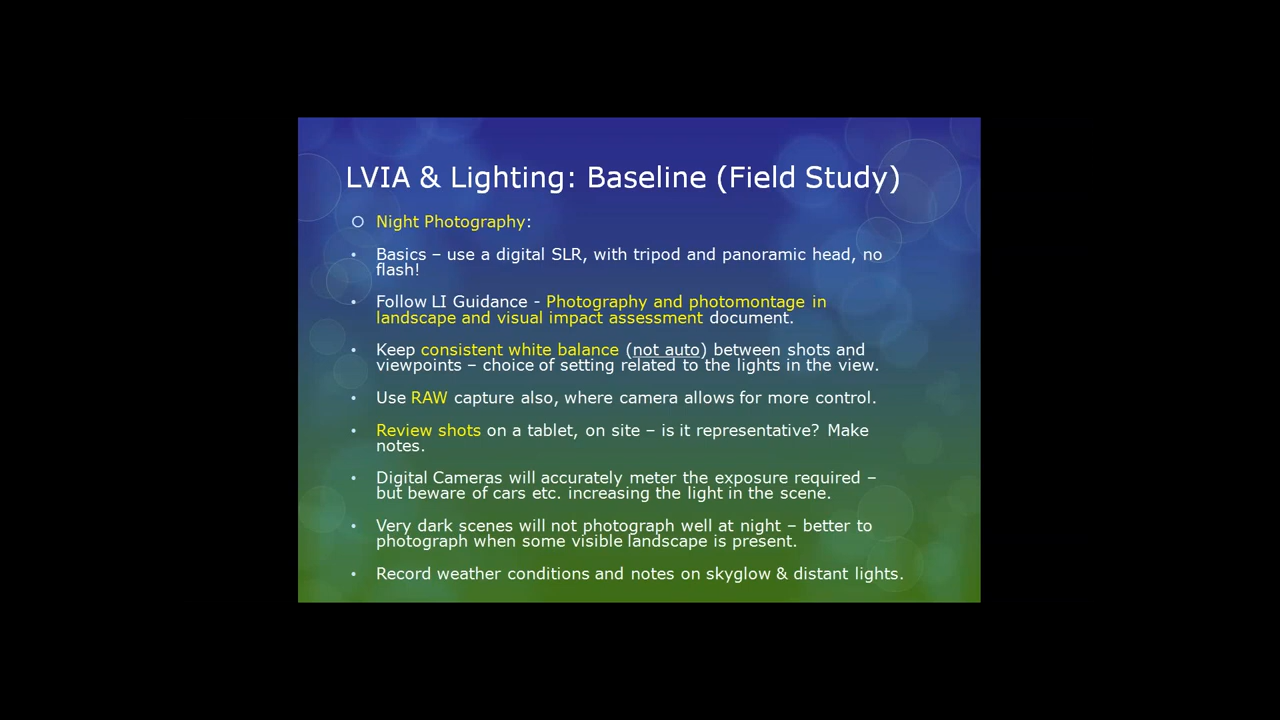 LVIA & Lighting: Baseline (Field Study)
Night Photography:
• Basics – use a digital SLR, with tripod and panoramic head, no
flash!
• Follow LI Guidance - Photography and photomontage in
landscape and visual impact assessment document.
• Keep consistent white balance (not auto) between shots and
viewpoints – choice of setting related to the lights in the view.
• Use RAW capture also, where camera allows for more control.
• Review shots on a tablet, on site – is it representative? Make
notes.
• Digital Cameras will accurately meter the exposure required –
but beware of cars etc. increasing the light in the scene.
• Very dark scenes will not photograph well at night – better to
photograph when some visible landscape is present.
• Record weather conditions and notes on skyglow & distant lights.